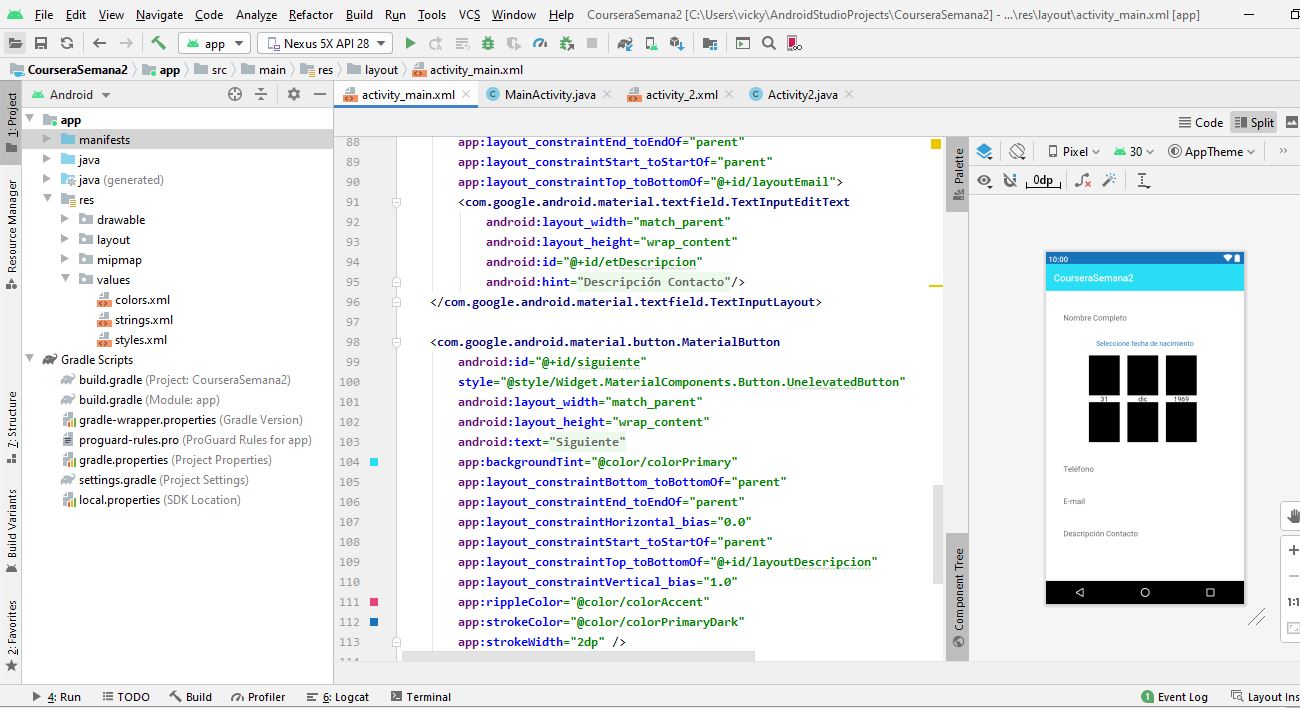 File Edit View Navigate Code Analyze Refactor Build Run Tools VCS Window Help CourseraSemana2 [C:\Users\vicky\AndroidStudioProjects\CourseraSemana2] - ...\res\layout\activity_main.xml [app]
app Nexus 5X API 28
CourseraSemana2 app src main res layout activity_main.xml
Android
activity_main.xml MainActivity.java activity_2.xml Activity2.java
1: Project
Resource Manager
7: Structure
Build Variants
2: Favorites
app
manifests
java
java (generated)
res
drawable
layout
mipmap
values
colors.xml
strings.xml
styles.xml
Gradle Scripts
build.gradle (Project: CourseraSemana2)
build.gradle (Module: app)
gradle-wrapper.properties (Gradle Version)
proguard-rules.pro (ProGuard Rules for app)
gradle.properties (Project Properties)
settings.gradle (Project Settings)
local.properties (SDK Location)
Code Split
88 app:layout_constraintEnd_toEndOf="parent"
89 app:layout_constraintStart_toStartOf="parent"
90 app:layout_constraintTop_toBottomOf="@+id/layoutEmail">
91 <com.google.android.material.textfield.TextInputEditText
92 android:layout_width="match_parent"
93 android:layout_height="wrap_content"
94 android:id="@+id/etDescripcion"
95 android:hint="Descripción Contacto"/>
96 </com.google.android.material.textfield.TextInputLayout>
97
98 <com.google.android.material.button.MaterialButton
99 android:id="@+id/siguiente"
100 style="@style/Widget.MaterialComponents.Button.UnelevatedButton"
101 android:layout_width="match_parent"
102 android:layout_height="wrap_content"
103 android:text="Siguiente"
104 app:backgroundTint="@color/colorPrimary"
105 app:layout_constraintBottom_toBottomOf="parent"
106 app:layout_constraintEnd_toEndOf="parent"
107 app:layout_constraintHorizontal_bias="0.0"
108 app:layout_constraintStart_toStartOf="parent"
109 app:layout_constraintTop_toBottomOf="@+id/layoutDescripcion"
110 app:layout_constraintVertical_bias="1.0"
111 app:rippleColor="@color/colorAccent"
112 app:strokeColor="@color/colorPrimaryDark"
113 app:strokeWidth="2dp" />
Palette
Component Tree
Pixel 30 AppTheme
0dp
10:00
CourseraSemana2
Nombre Completo
Seleccione fecha de nacimiento
31 dic 1969
Teléfono
E-mail
Descripción Contacto
1:1
4: Run TODO Build Profiler 6: Logcat Terminal 1 Event Log Layout Ins